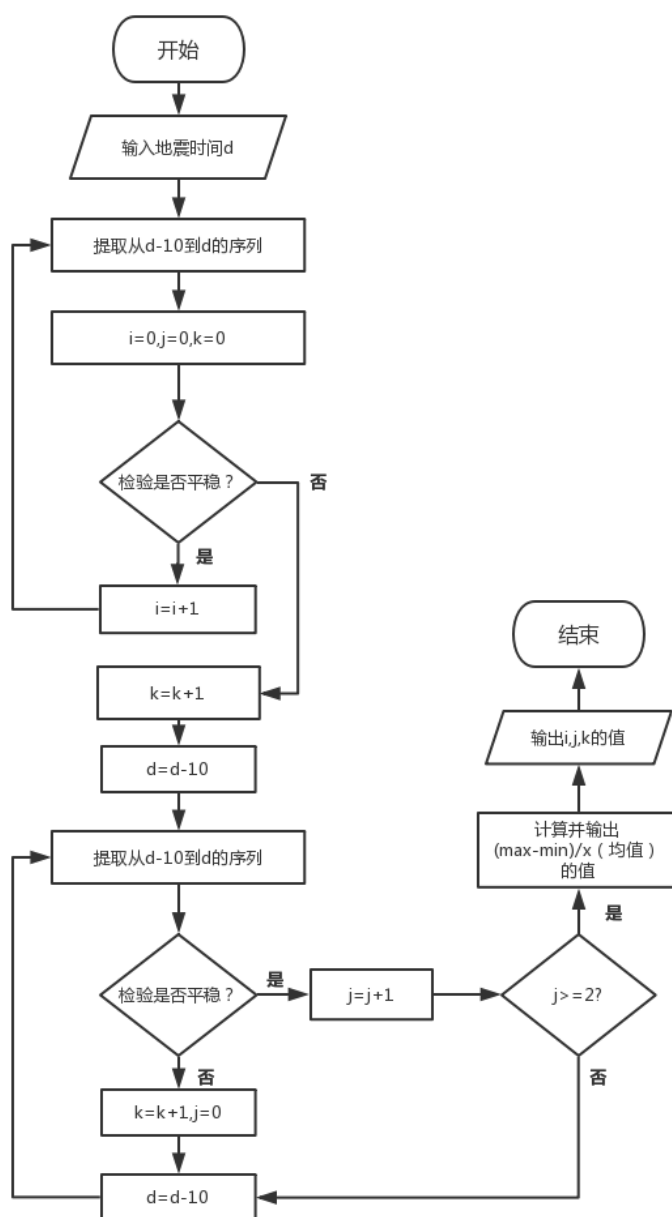 开始
输入地震时间d
提取从d-10到d的序列
i=0,j=0,k=0
检验是否平稳？
否
是
i=i+1
k=k+1
d=d-10
提取从d-10到d的序列
检验是否平稳？
是
否
k=k+1,j=0
d=d-10
j=j+1
j>=2?
是
否
计算并输出
(max-min)/x（均值）
的值
输出i,j,k的值
结束